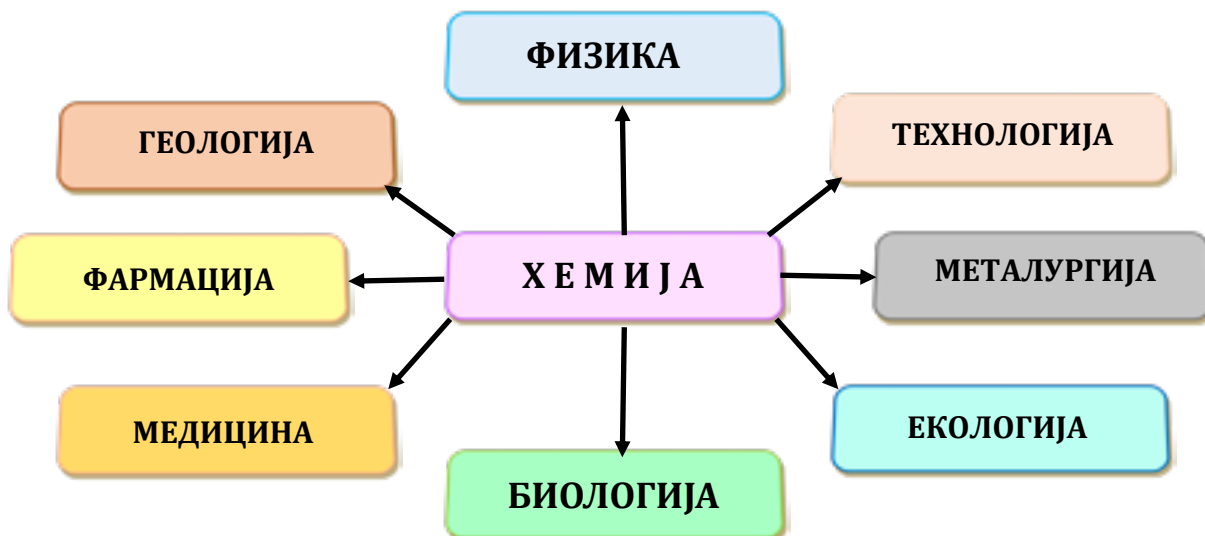 ФИЗИКА
ГЕОЛОГИЈА
ТЕХНОЛОГИЈА
ФАРМАЦИЈА
Х Е М И Ј А
МЕТАЛУРГИЈА
МЕДИЦИНА
ЕКОЛОГИЈА
БИОЛОГИЈА